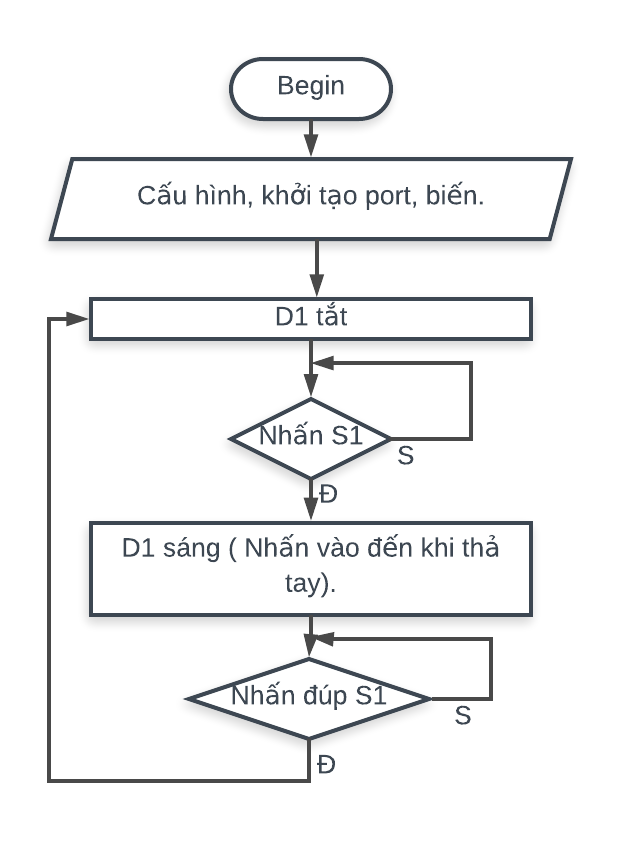 Begin
Cấu hình, khởi tạo port, biến.
D1 tắt
Nhấn S1
S
Đ
D1 sáng ( Nhấn vào đến khi thả
tay).
Nhấn đúp S1
S
Đ